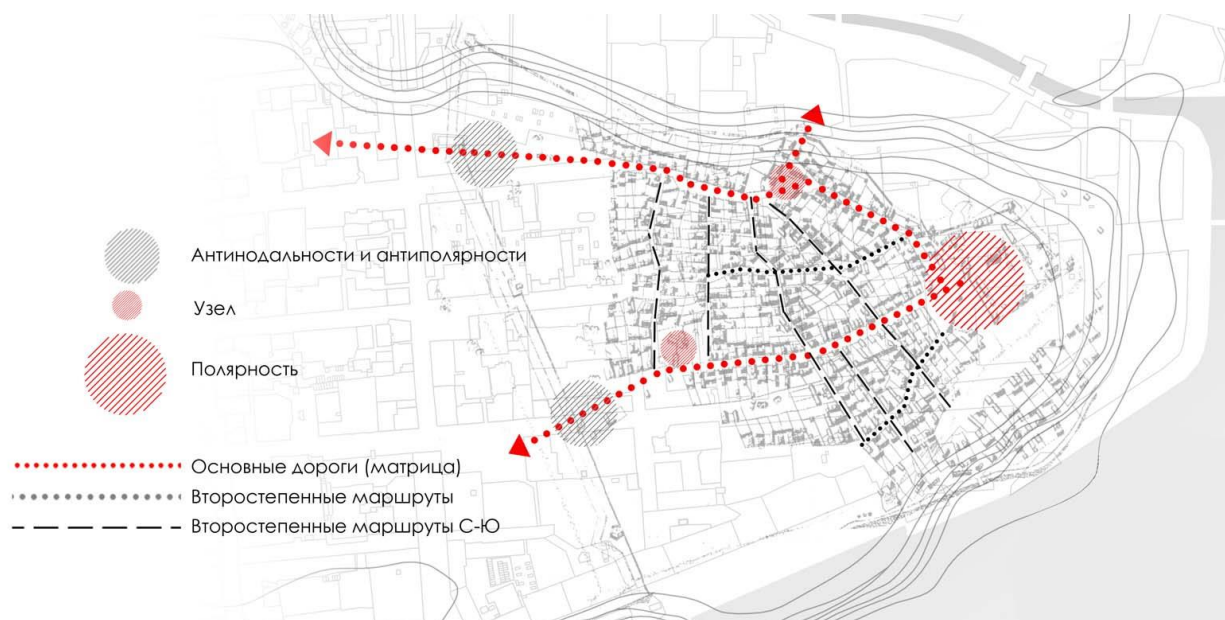 Антинодальности и антиполярности
Узел
Полярность
Основные дороги (матрица)
Второстепенные маршруты
Второстепенные маршруты С-Ю